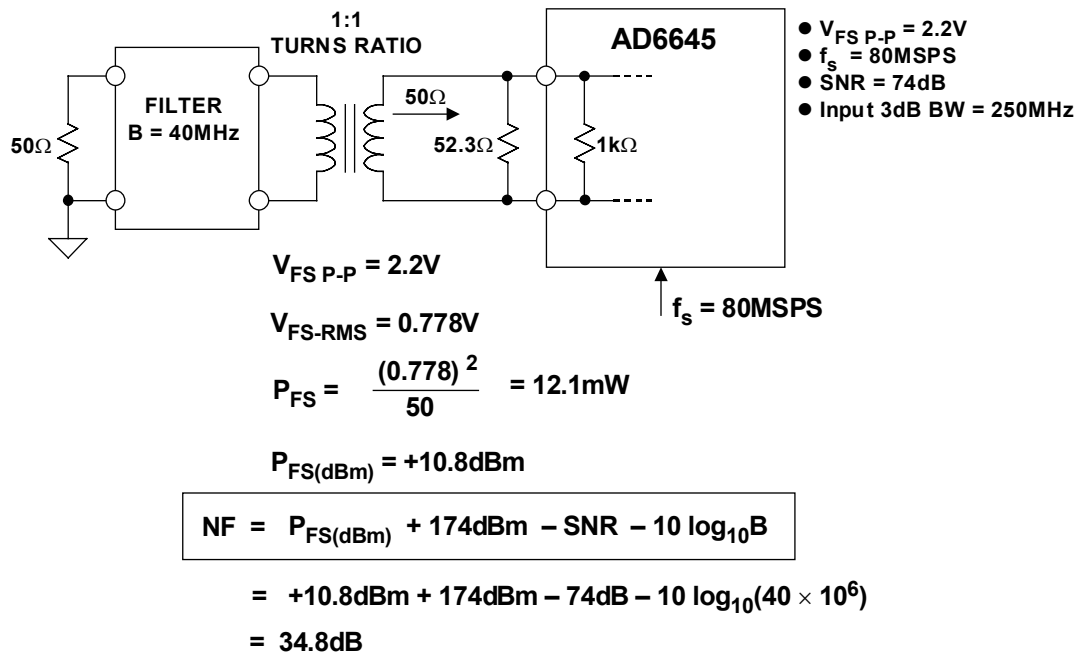 1:1
TURNS RATIO
AD6645
● V_FS P-P = 2.2V
● f_s = 80MSPS
● SNR = 74dB
● Input 3dB BW = 250MHz
FILTER
B = 40MHz
50Ω
50Ω
52.3Ω
1kΩ
f_s = 80MSPS
V_FS P-P = 2.2V
V_FS-RMS = 0.778V
P_FS = (0.778)² / 50 = 12.1mW
P_FS(dBm) = +10.8dBm
NF = P_FS(dBm) + 174dBm – SNR – 10 log₁₀B
= +10.8dBm + 174dBm – 74dB – 10 log₁₀(40 × 10⁶)
= 34.8dB